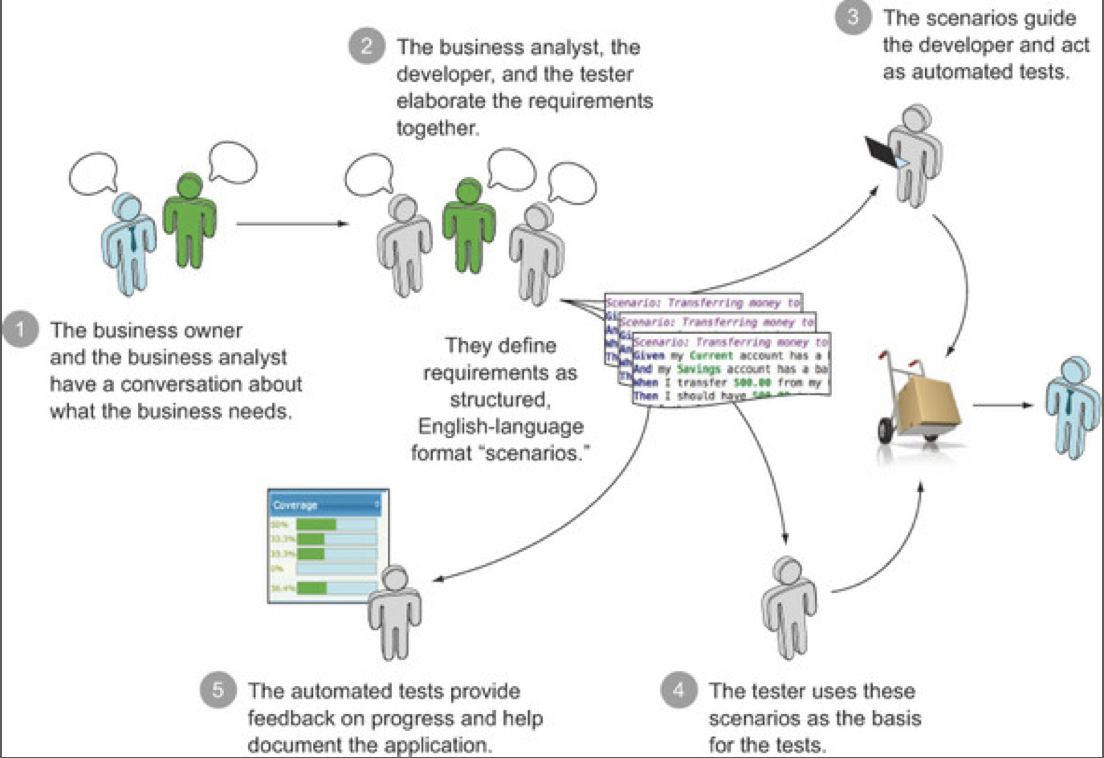 1
The business owner
and the business analyst
have a conversation about
what the business needs.
2
The business analyst, the
developer, and the tester
elaborate the requirements
together.
They define
requirements as
structured,
English-language
format “scenarios.”
Scenario: Transferring money to
Scenario: Transferring money to
Scenario: Transferring money to
Given my Current account has a
And my Savings account has a ba
When I transfer 500.00 from my
Then I should have
3
The scenarios guide
the developer and act
as automated tests.
4
The tester uses these
scenarios as the basis
for the tests.
Coverage
50%
33.3%
33.3%
0%
36.4%
5
The automated tests provide
feedback on progress and help
document the application.